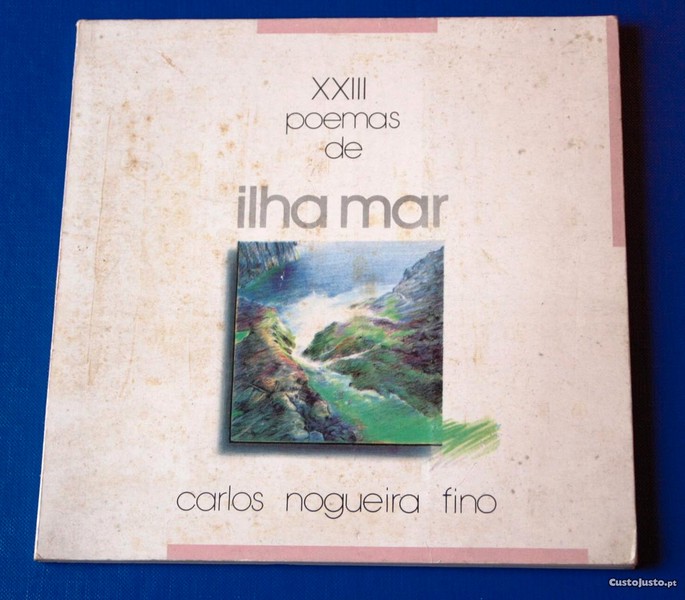 XXIII
poemas
de
ilha mar
carlos nogueira fino
CustoJusto.pt